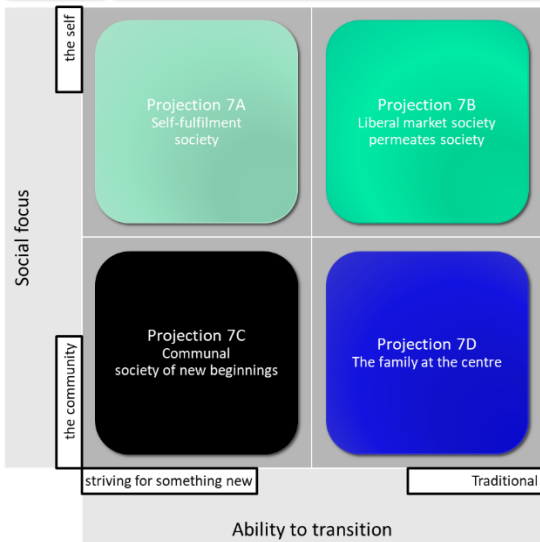 the self
Projection 7A
Self-fulfilment
society
Projection 7B
Liberal market society
permeates society
Social focus
Projection 7C
Communal
society of new beginnings
Projection 7D
The family at the centre
the community
striving for something new
Traditional
Ability to transition